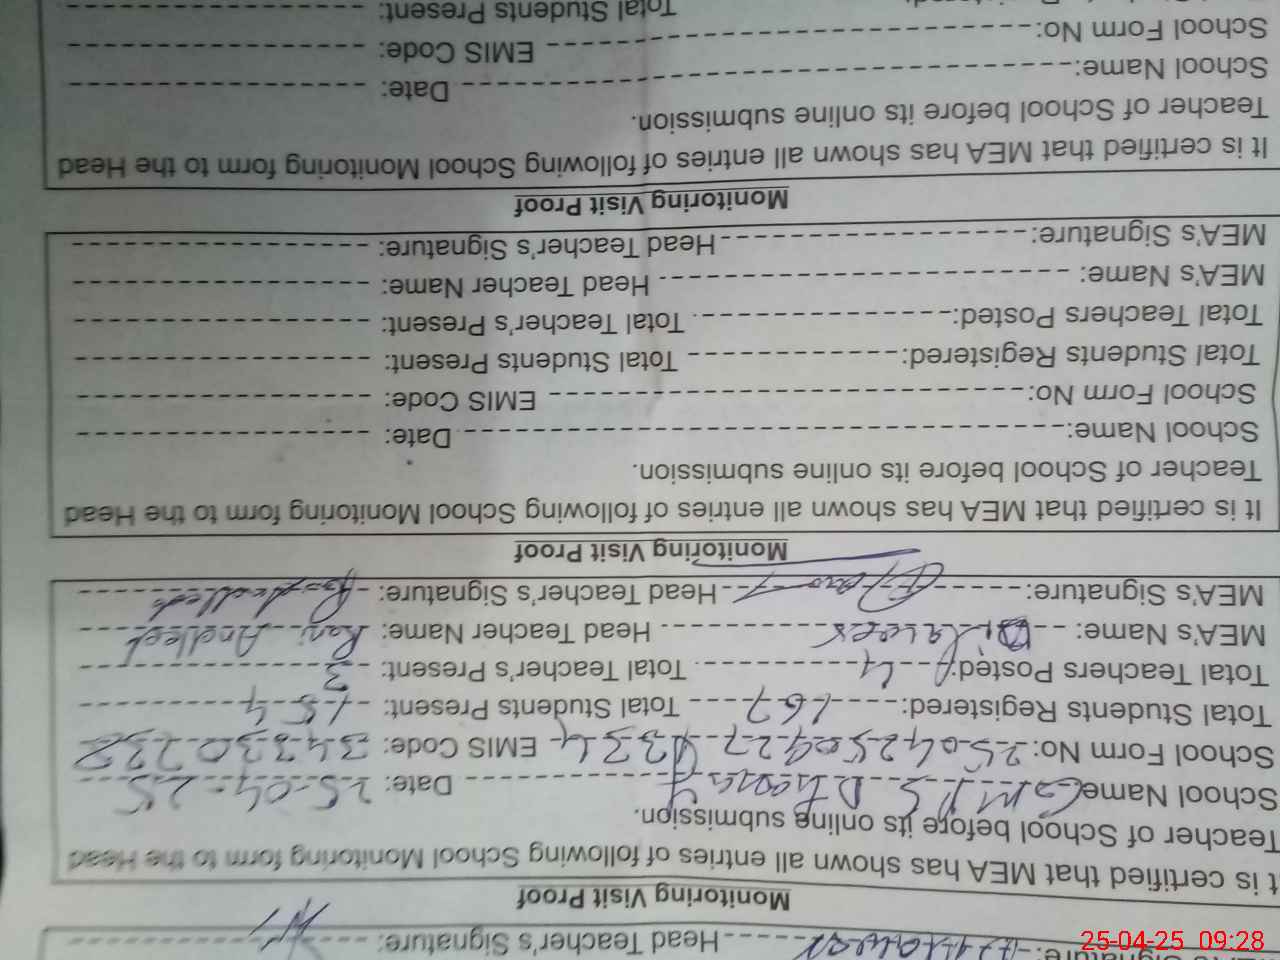 Signature: Head Teacher's Signature:
Monitoring Visit Proof
It is certified that MEA has shown all entries of following School Monitoring form to the Head
Teacher of School before its online submission.
School Name GMPS Date: 25-04-25
School Form No: EMIS Code: 34330232
Total Students Registered: 167 Total Students Present: 154
Total Teachers Posted: 4 Total Teacher's Present: 3
MEA's Name: Head Teacher Name: Rani Andleeb
MEA'S Signature: Head Teacher's Signature:
Monitoring Visit Proof
It is certified that MEA has shown all entries of following School Monitoring form to the Head
Teacher of School before its online submission.
School Name: Date:
School Form No: EMIS Code:
Total Students Registered: Total Students Present:
Total Teachers Posted: Total Teacher's Present:
MEA's Name: Head Teacher Name:
MEA'S Signature: Head Teacher's Signature:
Monitoring Visit Proof
It is certified that MEA has shown all entries of following School Monitoring form to the Head
Teacher of School before its online submission.
School Name: Date:
School Form No: EMIS Code:
Total Students Present:
25-04-25 09:28